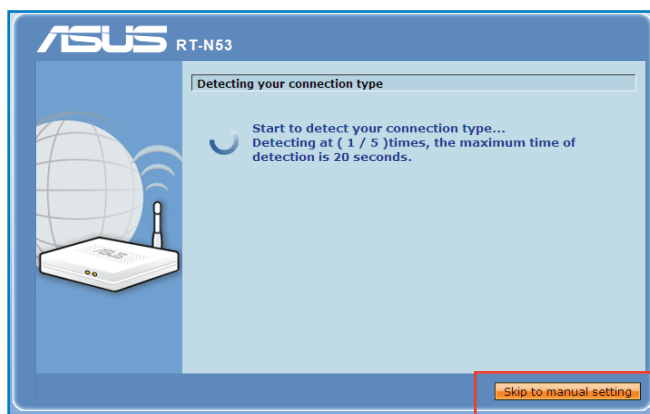 ASUS RT-N53
Detecting your connection type
Start to detect your connection type...
Detecting at ( 1 / 5 )times, the maximum time of
detection is 20 seconds.
/SUS
Skip to manual setting